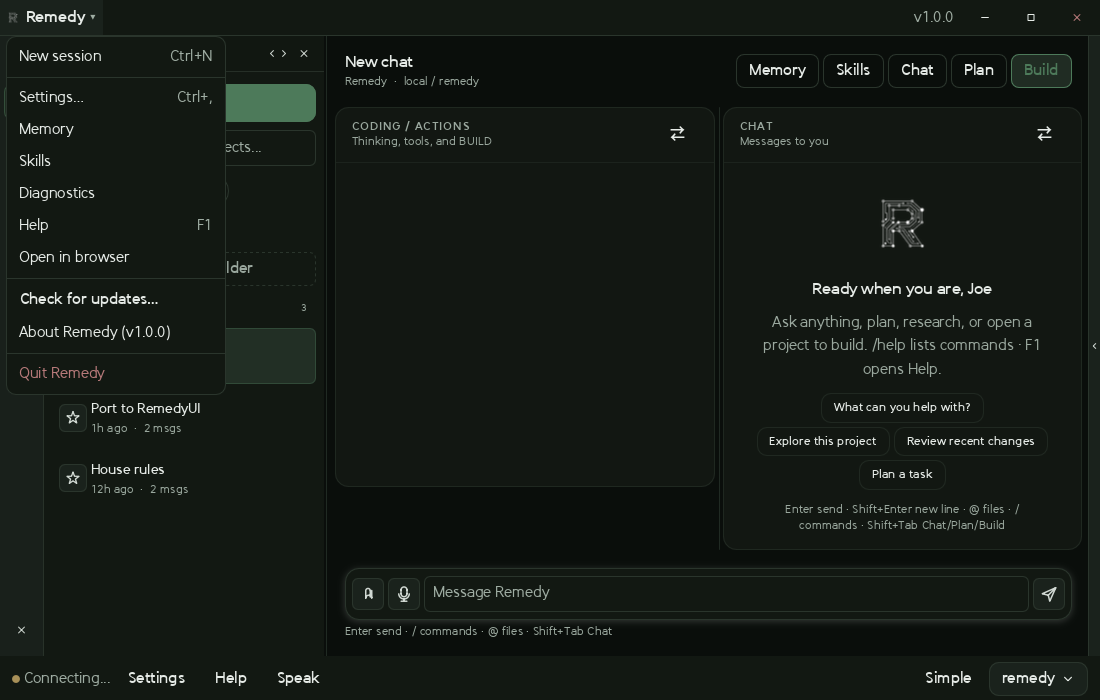 Remedy
v1.0.0
New session Ctrl+N
Settings... Ctrl+,
Memory
Skills
Diagnostics
Help F1
Open in browser
Check for updates...
About Remedy (v1.0.0)
Quit Remedy
ects...
lder
3
Port to RemedyUI
1h ago · 2 msgs
House rules
12h ago · 2 msgs
New chat
Remedy · local / remedy
Memory
Skills
Chat
Plan
Build
CODING / ACTIONS
Thinking, tools, and BUILD
CHAT
Messages to you
Ready when you are, Joe
Ask anything, plan, research, or open a
project to build. /help lists commands · F1
opens Help.
What can you help with?
Explore this project
Review recent changes
Plan a task
Enter send · Shift+Enter new line · @ files · /
commands · Shift+Tab Chat/Plan/Build
Message Remedy
Enter send · / commands · @ files · Shift+Tab Chat
Connecting...
Settings
Help
Speak
Simple
remedy